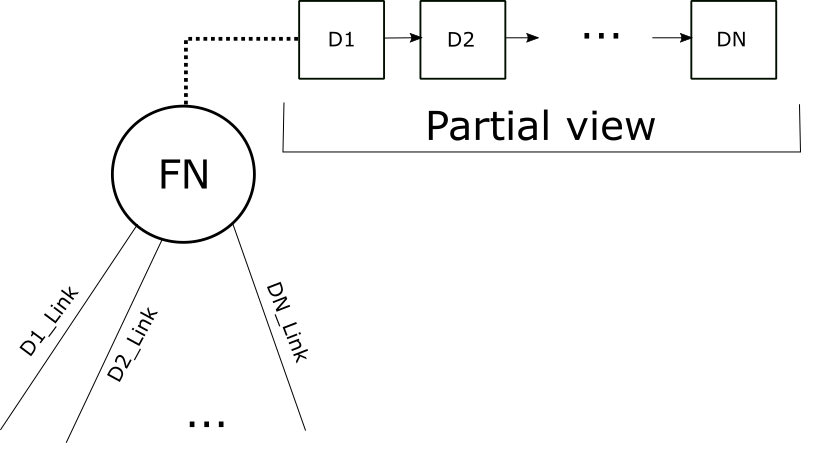 D1 D2 ... DN
Partial view
FN
D1_Link
D2_Link
DN_Link
...